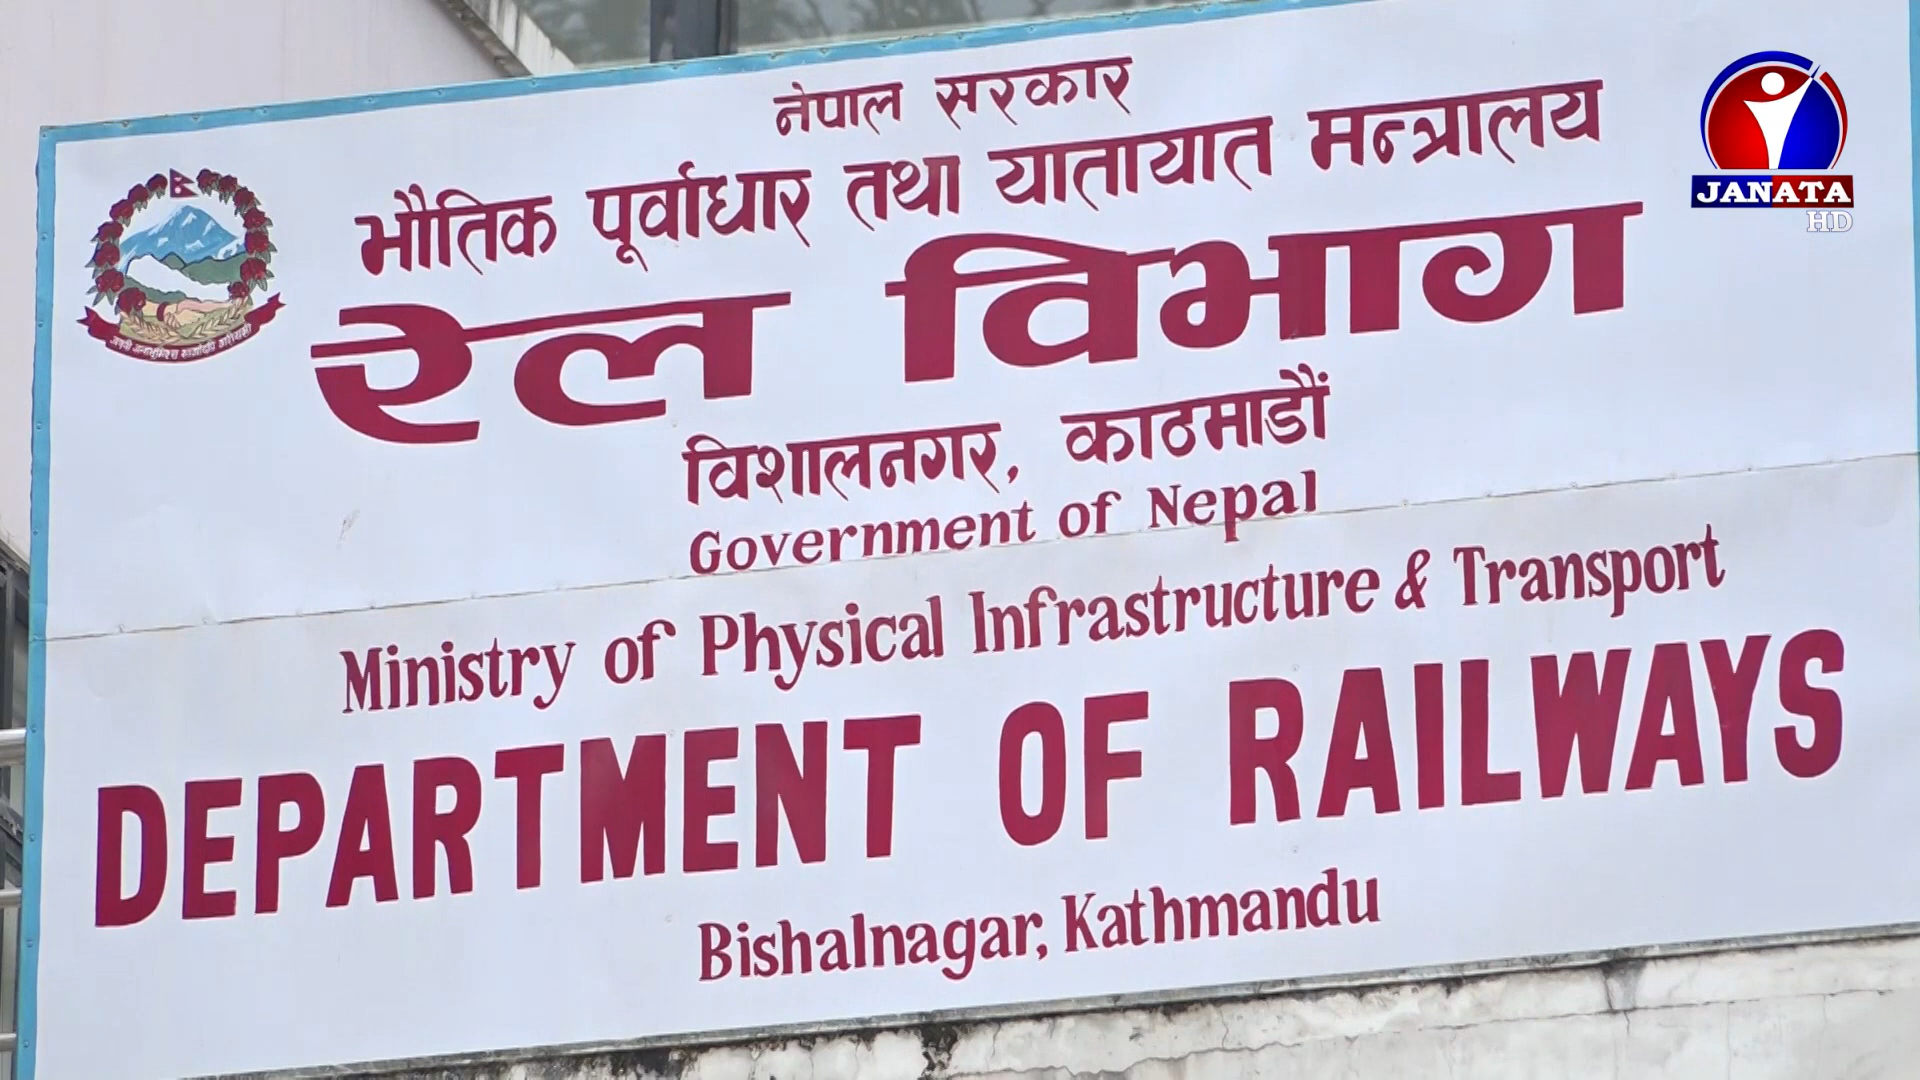 नेपाल सरकार
भौतिक पूर्वाधार तथा यातायात मन्त्रालय
रेल विभाग
विशालनगर, काठमाडौं
Government of Nepal
Ministry of Physical Infrastructure & Transport
DEPARTMENT OF RAILWAYS
Bishalnagar, Kathmandu
JANATA
HD